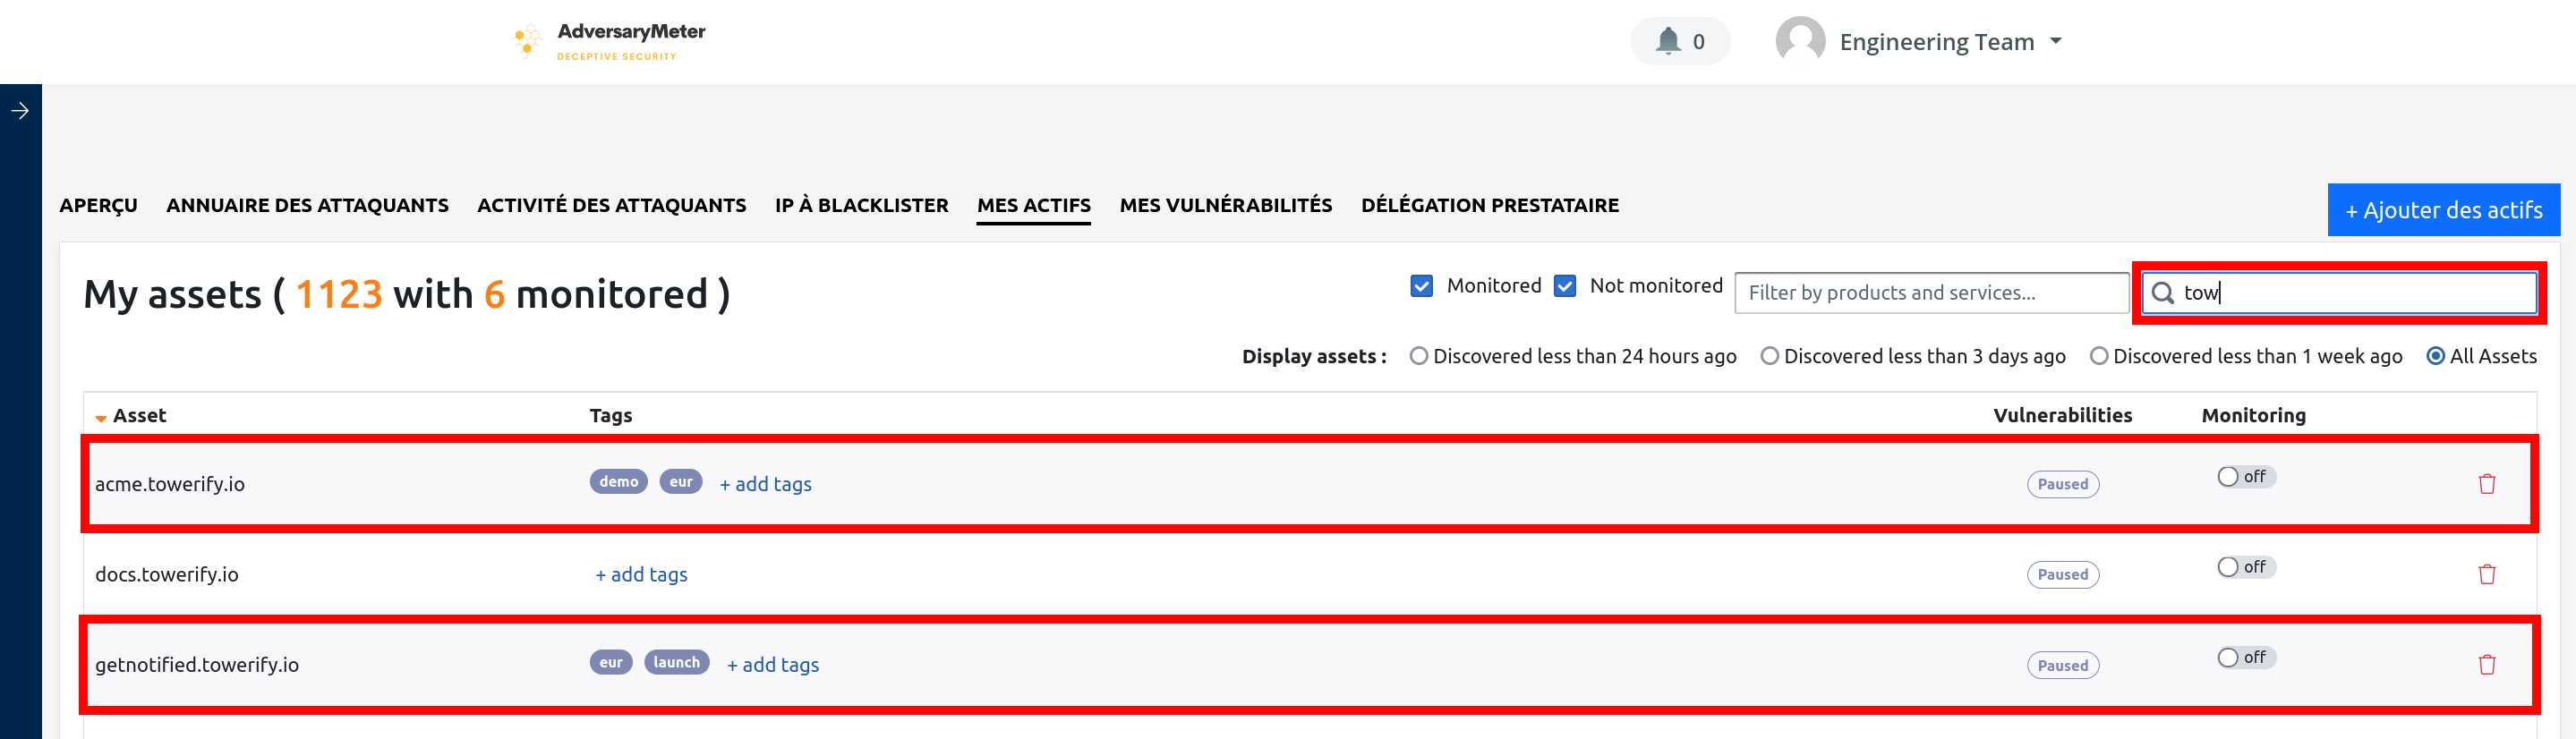 AdversaryMeter
DECEPTIVE SECURITY
0
Engineering Team
APERÇU ANNUAIRE DES ATTAQUANTS ACTIVITÉ DES ATTAQUANTS IP À BLACKLISTER MES ACTIFS MES VULNÉRABILITÉS DÉLÉGATION PRESTATAIRE
+ Ajouter des actifs
My assets ( 1123 with 6 monitored )
Monitored Not monitored Filter by products and services... tow
Display assets : Discovered less than 24 hours ago Discovered less than 3 days ago Discovered less than 1 week ago All Assets
Asset Tags Vulnerabilities Monitoring
acme.towerify.io demo eur + add tags Paused off
docs.towerify.io + add tags Paused off
getnotified.towerify.io eur launch + add tags Paused off